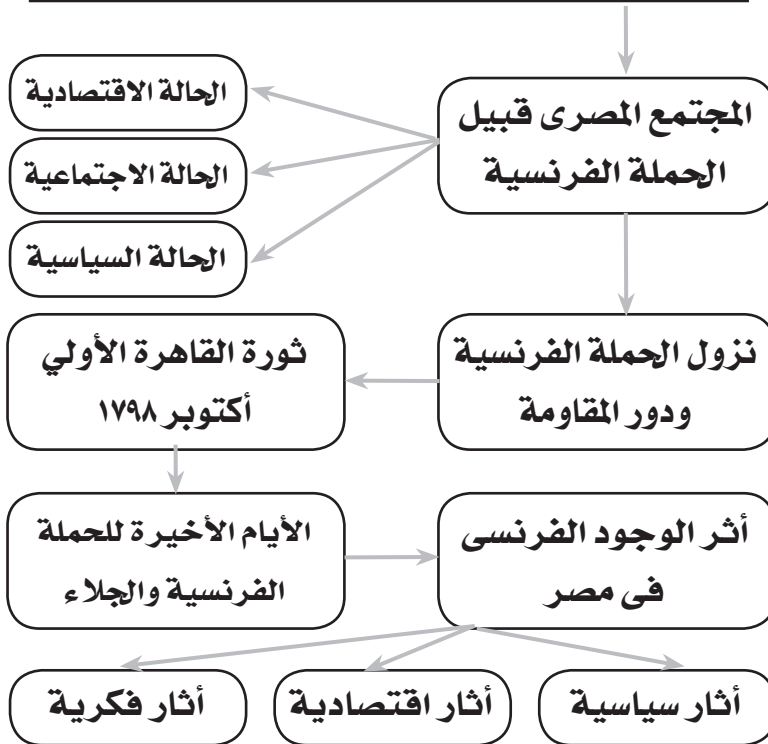 المجتمع المصرى قبيل
الحملة الفرنسية
الحالة الاقتصادية
الحالة الاجتماعية
الحالة السياسية
نزول الحملة الفرنسية
ودور المقاومة
ثورة القاهرة الأولي
أكتوبر ١٧٩٨
الأيام الأخيرة للحملة
الفرنسية والجلاء
أثر الوجود الفرنسى
فى مصر
أثار سياسية
أثار اقتصادية
أثار فكرية